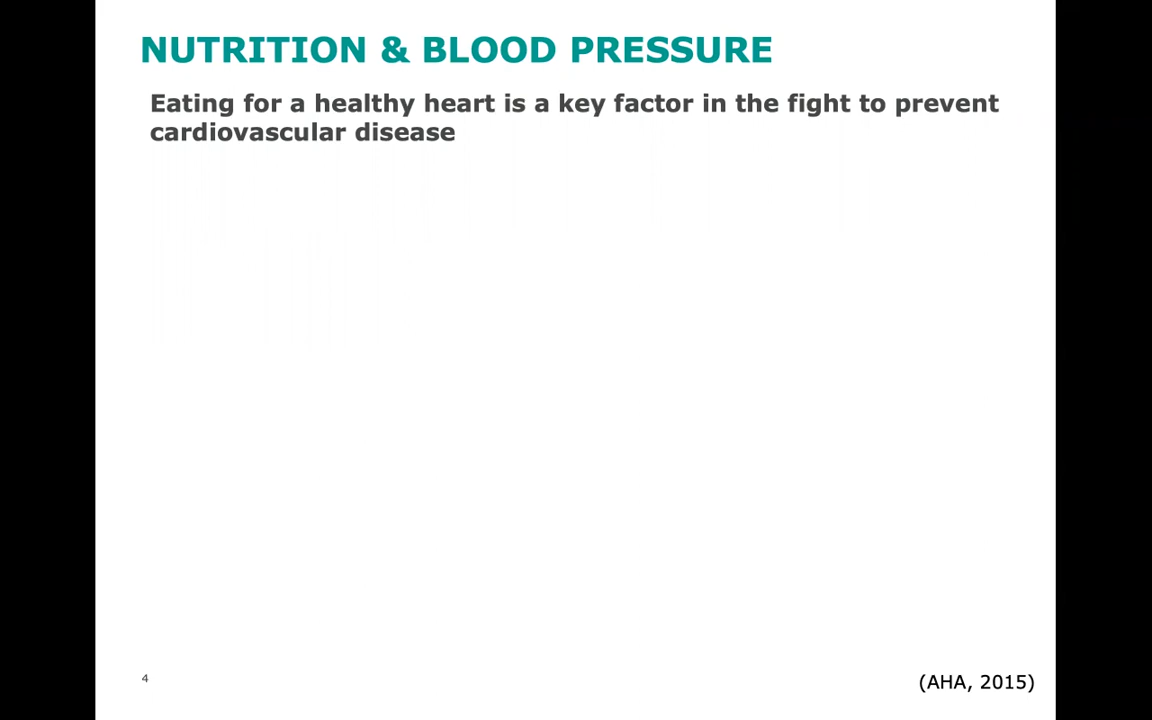 NUTRITION & BLOOD PRESSURE
Eating for a healthy heart is a key factor in the fight to prevent
cardiovascular disease
4
(AHA, 2015)